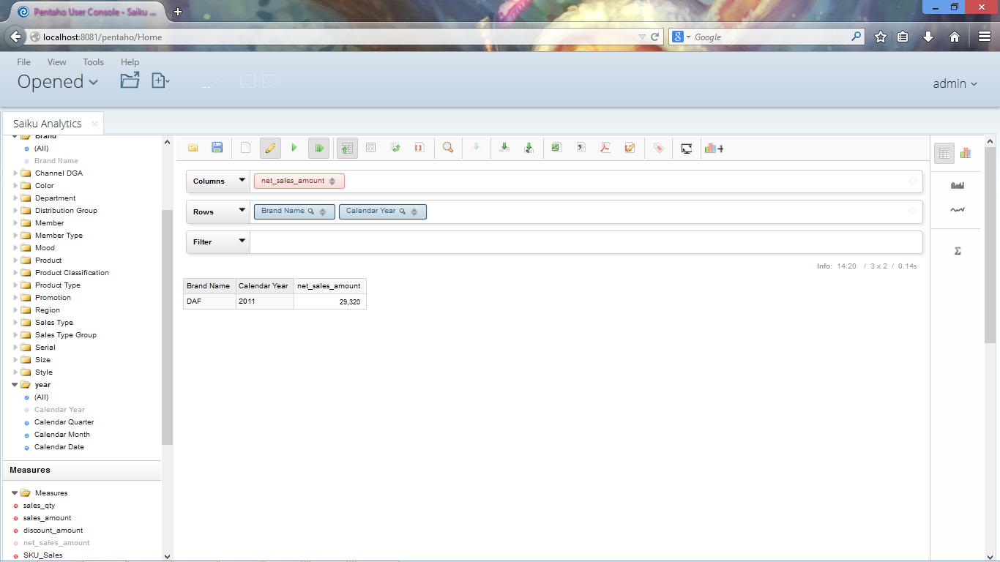 Pentaho User Console - Saiku ...
localhost:8081/pentaho/Home
Google
File View Tools Help
Opened
admin
Saiku Analytics
Brand
(All)
Brand Name
Channel DGA
Color
Department
Distribution Group
Member
Member Type
Mood
Product
Product Classification
Product Type
Promotion
Region
Sales Type
Sales Type Group
Serial
Size
Style
year
(All)
Calendar Year
Calendar Quarter
Calendar Month
Calendar Date
Measures
Measures
sales_qty
sales_amount
discount_amount
net_sales_amount
SKU_Sales
Columns net_sales_amount
Rows Brand Name Calendar Year
Filter
Info: 14:20 / 3 x 2 / 0.14s
Brand Name Calendar Year net_sales_amount
DAF 2011 29,320